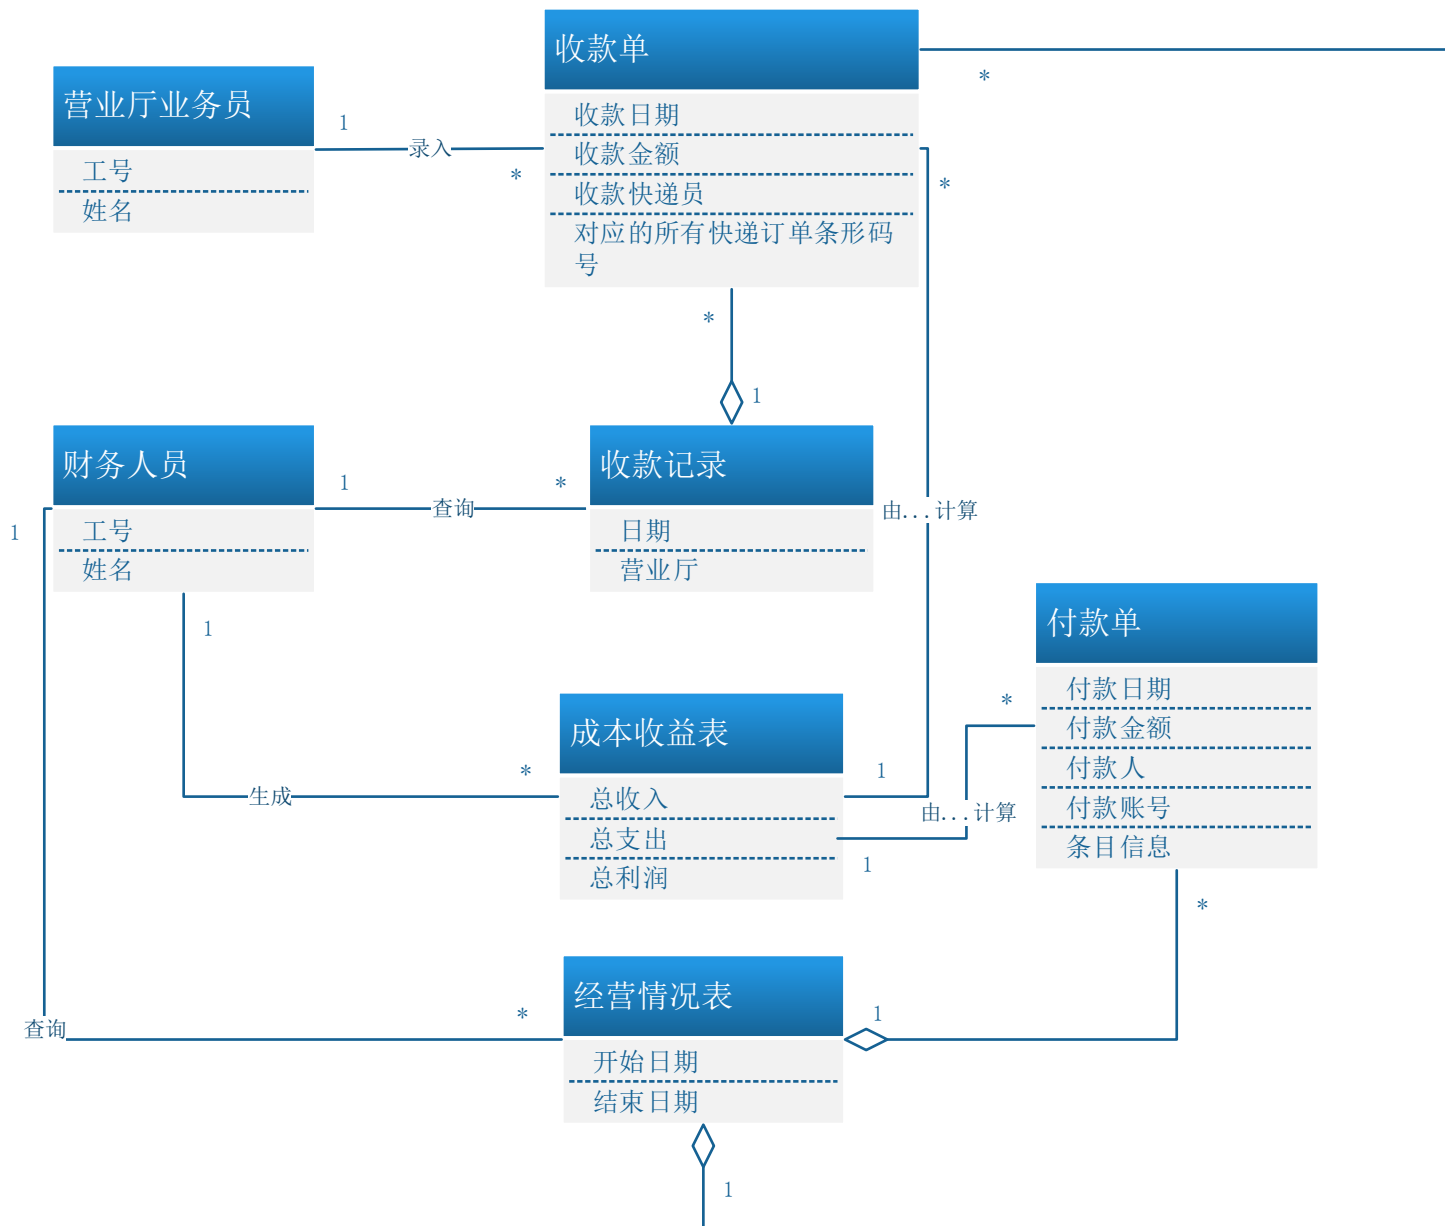 收款单
*
收款日期
收款金额
收款快递员
对应的所有快递订单条形码
号
营业厅业务员
工号
姓名
1
录入
*
*
*
1
财务人员
工号
姓名
1
查询
*
收款记录
日期
营业厅
由...计算
1
1
生成
*
成本收益表
总收入
总支出
总利润
1
由...计算
1
付款单
付款日期
付款金额
付款人
付款账号
条目信息
*
*
查询
*
经营情况表
开始日期
结束日期
1
1